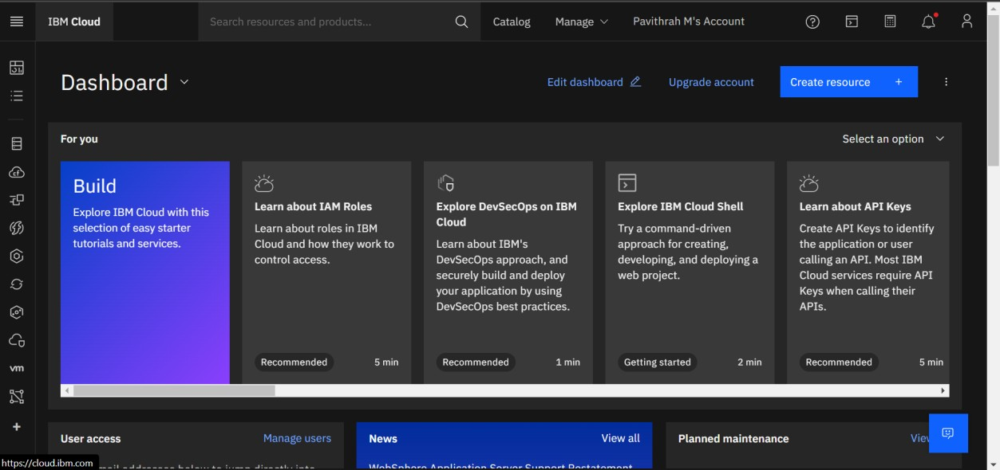 IBM Cloud
Search resources and products...
Catalog
Manage
Pavithrah M's Account
Dashboard
Edit dashboard
Upgrade account
Create resource +
For you
Select an option
Build
Explore IBM Cloud with this
selection of easy starter
tutorials and services.
Learn about IAM Roles
Learn about roles in IBM
Cloud and how they work to
control access.
Recommended
5 min
Explore DevSecOps on IBM
Cloud
Learn about IBM's
DevSecOps approach, and
securely build and deploy
your application by using
DevSecOps best practices.
Recommended
1 min
Explore IBM Cloud Shell
Try a command-driven
approach for creating,
developing, and deploying a
web project.
Getting started
2 min
Learn about API Keys
Create API Keys to identify
the application or user
calling an API. Most IBM
Cloud services require API
Keys when calling their
APIs.
Recommended
5 min
cf
vm
User access
Manage users
addresses below to jump directly into
News
View all
WebSphere Application Server Support Restatement
Planned maintenance
https://cloud.ibm.com